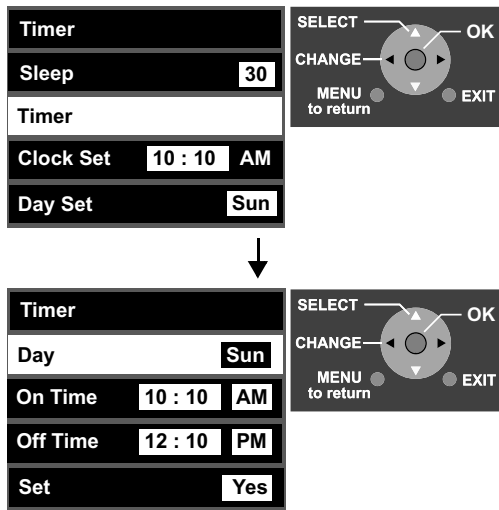 Timer
Sleep 30
Timer
Clock Set 10 : 10 AM
Day Set Sun
SELECT
OK
CHANGE
MENU
to return
EXIT
Timer
Day Sun
On Time 10 : 10 AM
Off Time 12 : 10 PM
Set Yes
SELECT
OK
CHANGE
MENU
to return
EXIT